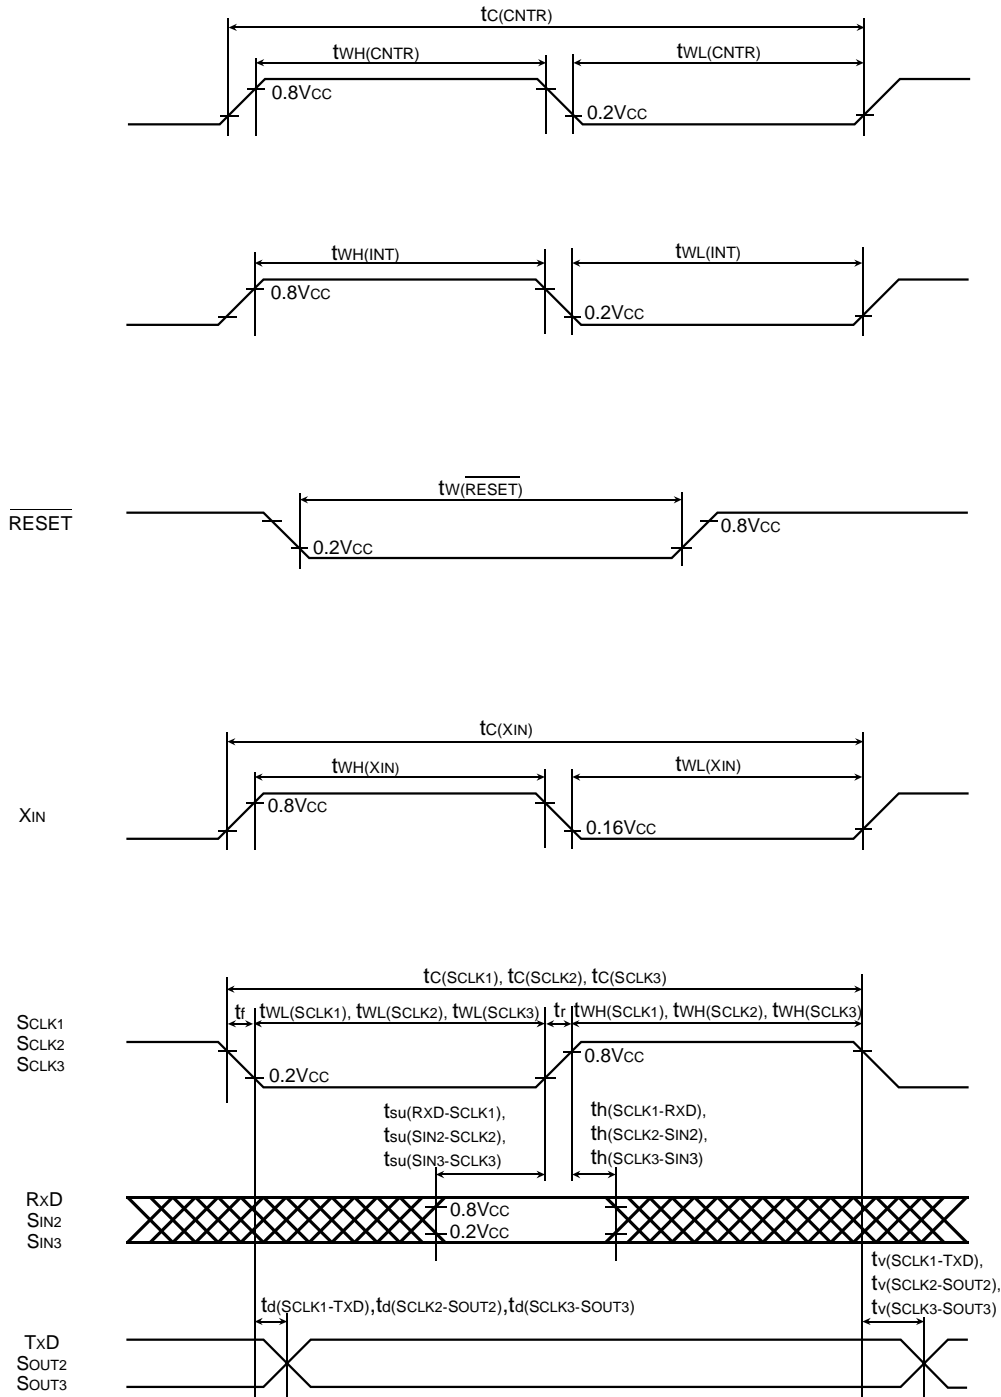 tC(CNTR)
tWH(CNTR)
tWL(CNTR)
0.8VCC
0.2VCC
tWH(INT)
tWL(INT)
0.8VCC
0.2VCC
tW(RESET)
RESET
0.2VCC
0.8VCC
tC(XIN)
tWH(XIN)
tWL(XIN)
XIN
0.8VCC
0.16VCC
tC(SCLK1), tC(SCLK2), tC(SCLK3)
tf
tWL(SCLK1), tWL(SCLK2), tWL(SCLK3)
tr
tWH(SCLK1), tWH(SCLK2), tWH(SCLK3)
SCLK1
SCLK2
SCLK3
0.2VCC
0.8VCC
tsu(RXD-SCLK1),
tsu(SIN2-SCLK2),
tsu(SIN3-SCLK3)
th(SCLK1-RXD),
th(SCLK2-SIN2),
th(SCLK3-SIN3)
RXD
SIN2
SIN3
0.8VCC
0.2VCC
td(SCLK1-TXD),td(SCLK2-SOUT2),td(SCLK3-SOUT3)
tv(SCLK1-TXD),
tv(SCLK2-SOUT2),
tv(SCLK3-SOUT3)
TXD
SOUT2
SOUT3